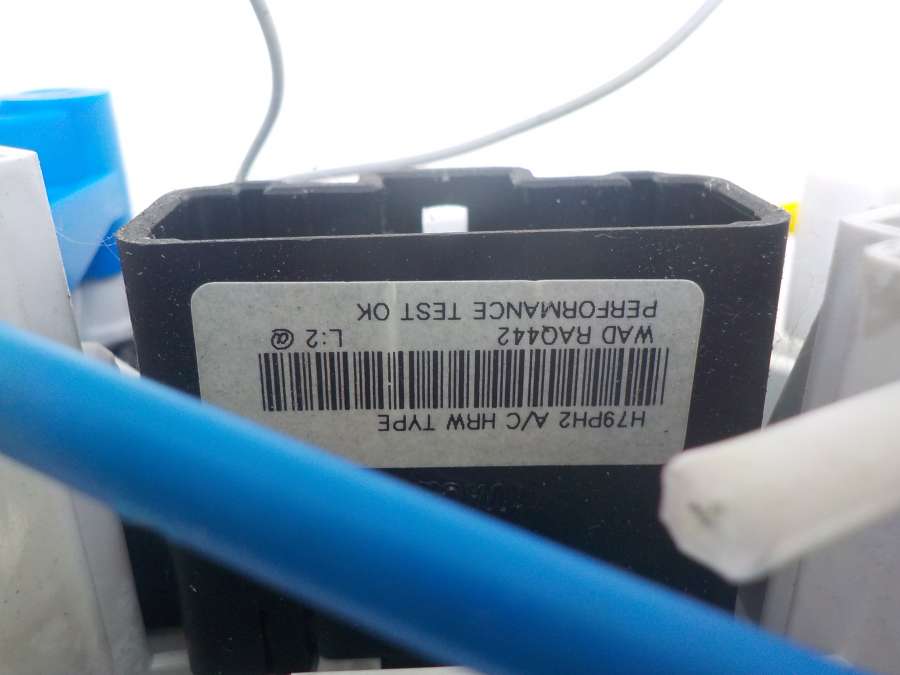 H79PH2 A/C HRW TYPE
WAD RAQ442 L:2 @
PERFORMANCE TEST OK